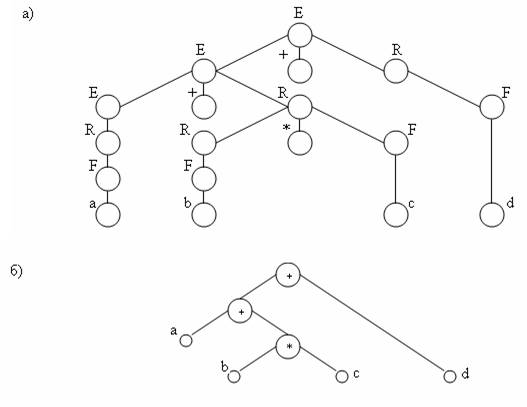 а)
E
E + R
E + R F
R R * F
F F
a b c d
б)
+
+
a *
b c d